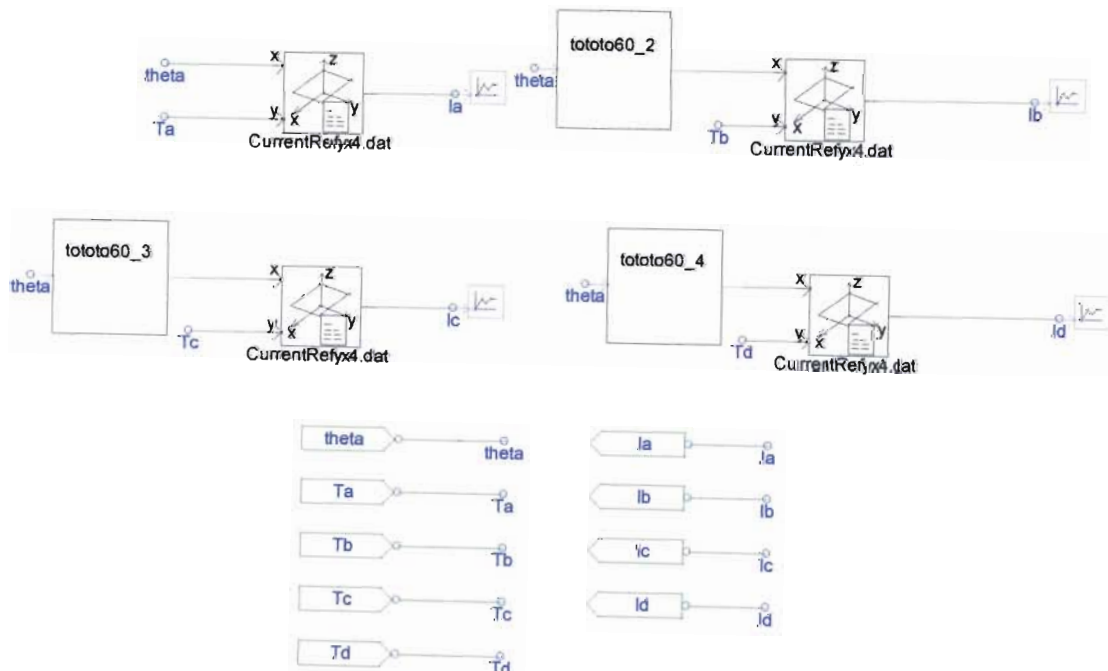 tototo60_2
x
z
theta
y
x
y
Ta
Ia
CurrentRefyx4.dat
theta
x
z
y
x
y
Tb
Ib
CurrentRefyx4.dat
tototo60_3
theta
x
z
y
x
y
Tc
Ic
CurrentRefyx4.dat
tototo60_4
theta
x
z
y
x
y
Td
Id
CurrentRefyx4.dat
theta
theta
Ia
Ia
Ta
Ta
Ib
Ib
Tb
Tb
Ic
Ic
Tc
Tc
Id
Id
Td
Td